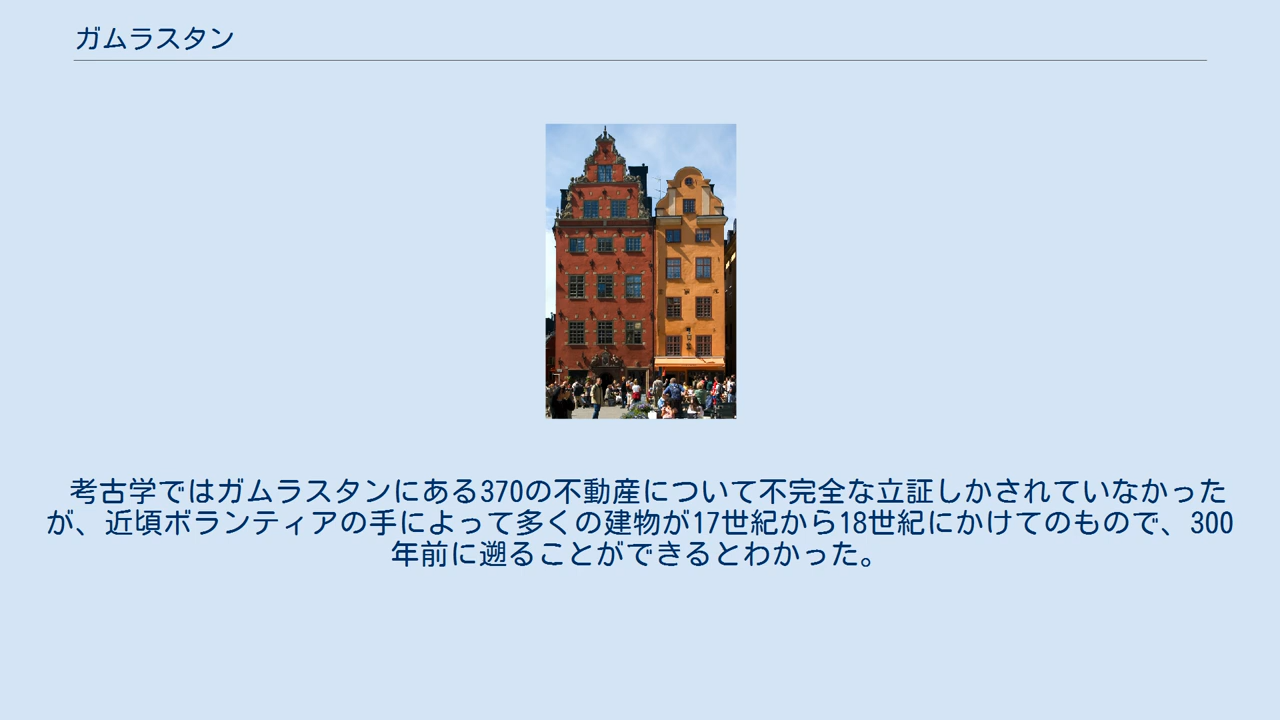 ガムラスタン
考古学ではガムラスタンにある370の不動産について不完全な立証しかされていなかった
が、近頃ボランティアの手によって多くの建物が17世紀から18世紀にかけてのもので、300
年前に遡ることができるとわかった。